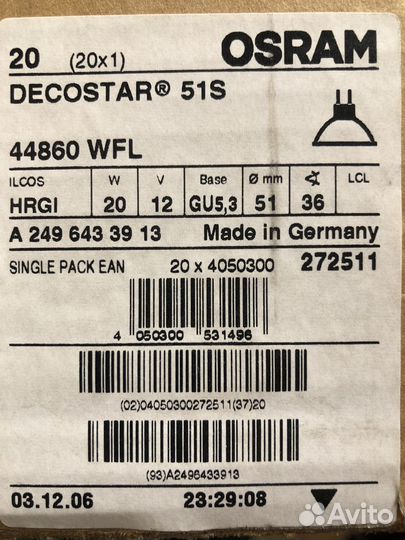 20 (20x1) OSRAM
DECOSTAR® 51S
44860 WFL
ILCOS W V Base Ø mm ∢ LCL
HRGI 20 12 GU5,3 51 36
A 249 643 39 13 Made in Germany
SINGLE PACK EAN 20 x 4050300 272511
4 050300 531496
(02)04050300272511(37)20
(93)A2496433913
03.12.06 23:29:08
Avito